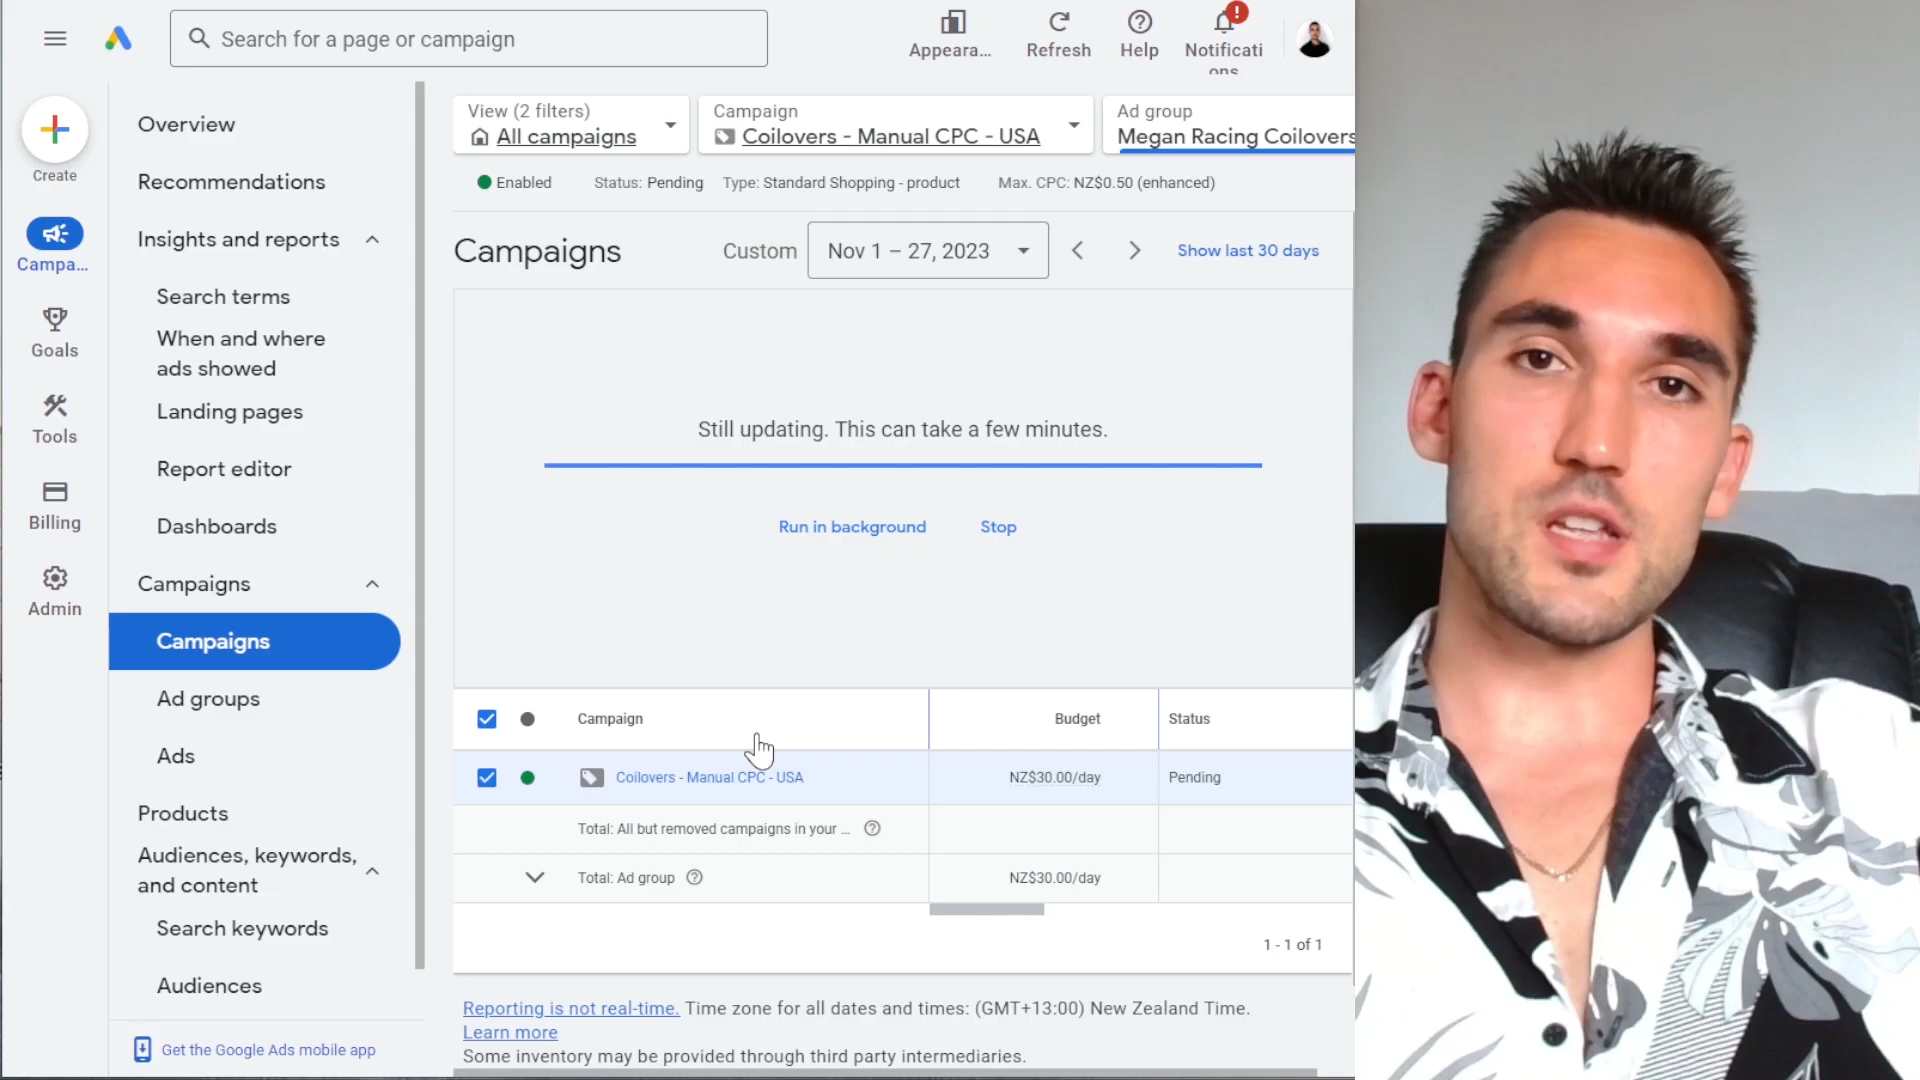 Search for a page or campaign
Appeara...
Refresh
Help
!
Notificati
ons
Create
Campa...
Goals
Tools
Billing
Admin
Overview
Recommendations
Insights and reports
Search terms
When and where
ads showed
Landing pages
Report editor
Dashboards
Campaigns
Campaigns
Ad groups
Ads
Products
Audiences, keywords,
and content
Search keywords
Audiences
Get the Google Ads mobile app
View (2 filters)
All campaigns
Campaign
Coilovers - Manual CPC - USA
Ad group
Megan Racing Coilovers
Enabled Status: Pending Type: Standard Shopping - product Max. CPC: NZ$0.50 (enhanced)
Campaigns
Custom
Nov 1 – 27, 2023
Show last 30 days
Still updating. This can take a few minutes.
Run in background Stop
Campaign Budget Status
Coilovers - Manual CPC - USA NZ$30.00/day Pending
Total: All but removed campaigns in your ...
Total: Ad group NZ$30.00/day
1 - 1 of 1
Reporting is not real-time. Time zone for all dates and times: (GMT+13:00) New Zealand Time.
Learn more
Some inventory may be provided through third party intermediaries.